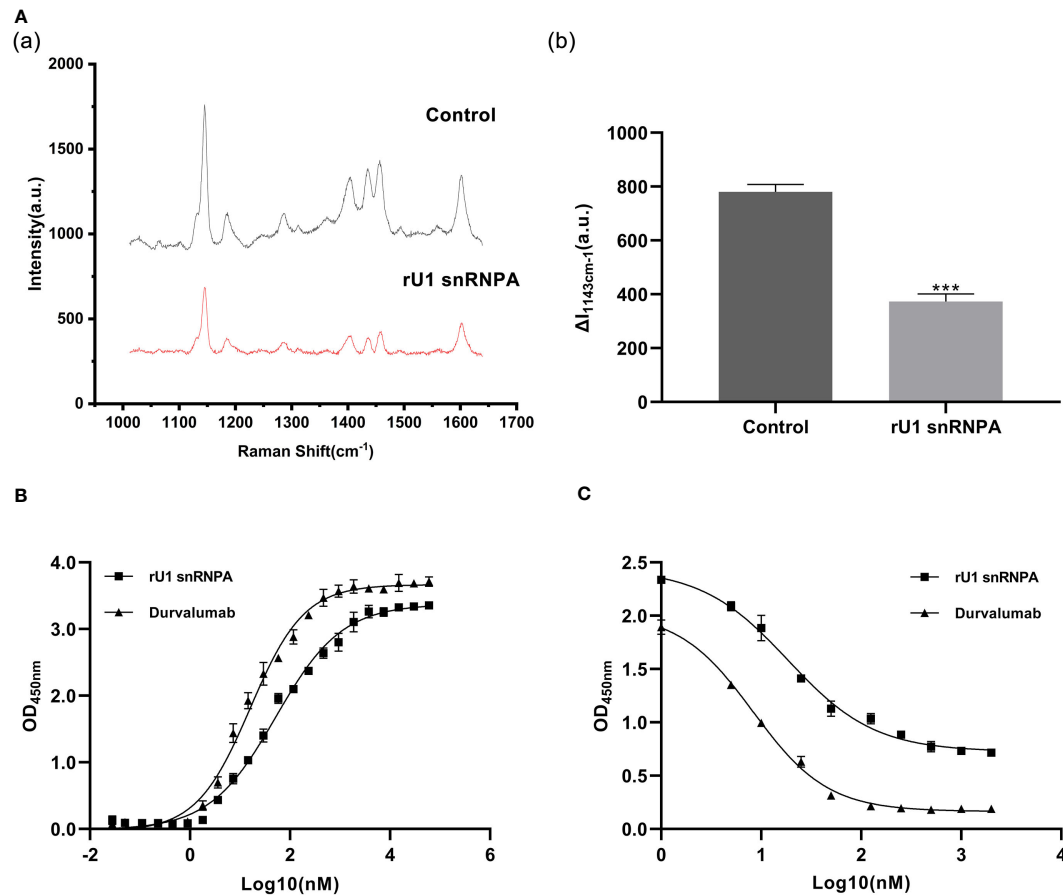 A
(a)
2000
1500
1000
500
0
Intensity(a.u.)
Control
rU1 snRNPA
1000 1100 1200 1300 1400 1500 1600 1700
Raman Shift(cm-1)
(b)
1000
800
600
400
200
0
ΔI1143cm-1(a.u.)
***
Control rU1 snRNPA
B
4.0
3.0
2.0
1.0
0.0
OD450nm
rU1 snRNPA
Durvalumab
-2 0 2 4 6
Log10(nM)
C
2.5
2.0
1.5
1.0
0.5
0.0
OD450nm
rU1 snRNPA
Durvalumab
0 1 2 3 4
Log10(nM)